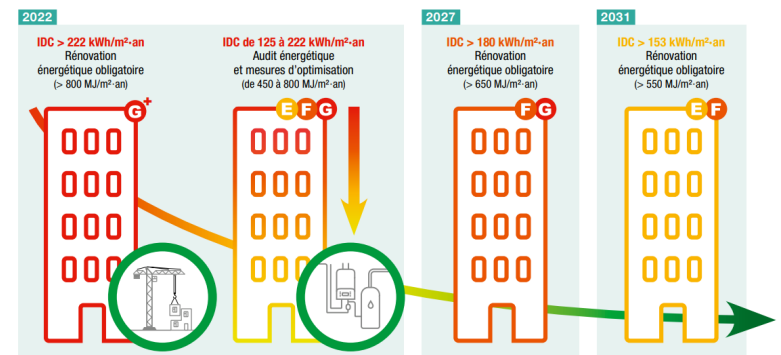 2022
IDC > 222 kWh/m²·an
Rénovation
énergétique obligatoire
(> 800 MJ/m²·an)
G+
IDC de 125 à 222 kWh/m²·an
Audit énergétique
et mesures d'optimisation
(de 450 à 800 MJ/m²·an)
E F G
2027
IDC > 180 kWh/m²·an
Rénovation
énergétique obligatoire
(> 650 MJ/m²·an)
F G
2031
IDC > 153 kWh/m²·an
Rénovation
énergétique obligatoire
(> 550 MJ/m²·an)
E F